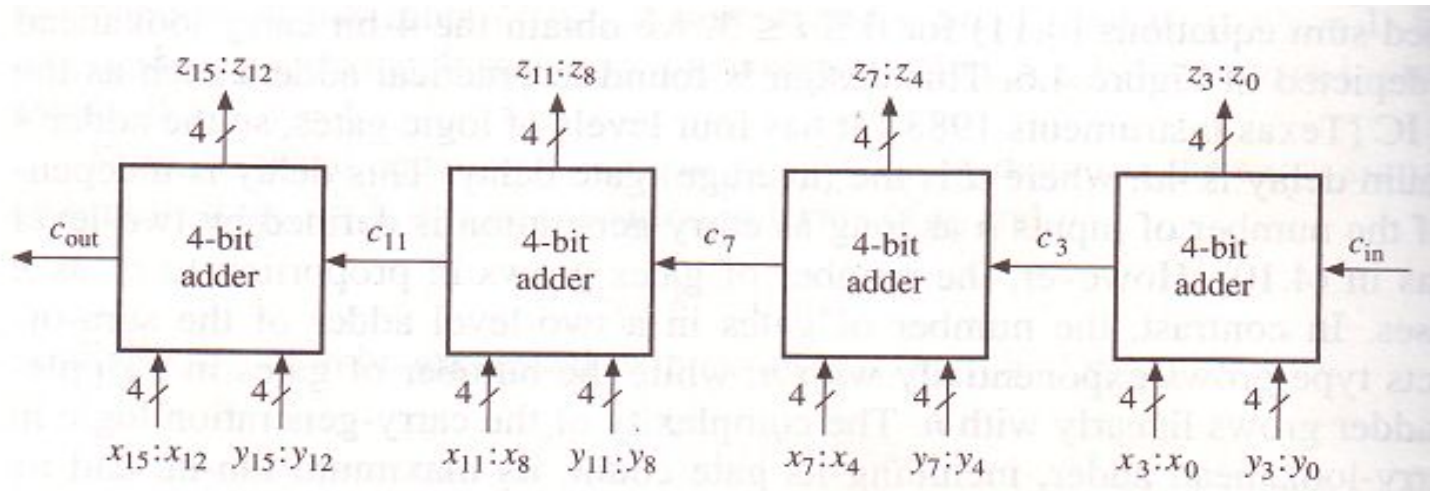 z₁₅:z₁₂ z₁₁:z₈ z₇:z₄ z₃:z₀
4 4 4 4
c_out 4-bit adder c₁₁ 4-bit adder c₇ 4-bit adder c₃ 4-bit adder c_in
4 4 4 4 4 4 4 4
x₁₅:x₁₂ y₁₅:y₁₂ x₁₁:x₈ y₁₁:y₈ x₇:x₄ y₇:y₄ x₃:x₀ y₃:y₀